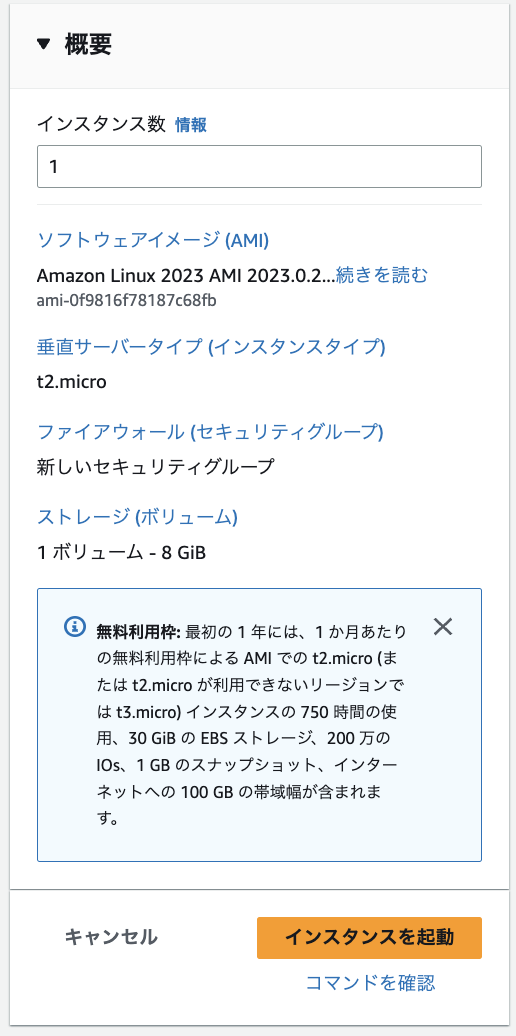 ▼ 概要
インスタンス数 情報
1
ソフトウェアイメージ (AMI)
Amazon Linux 2023 AMI 2023.0.2...続きを読む
ami-0f9816f78187c68fb
垂直サーバータイプ (インスタンスタイプ)
t2.micro
ファイアウォール (セキュリティグループ)
新しいセキュリティグループ
ストレージ (ボリューム)
1 ボリューム - 8 GiB
無料利用枠: 最初の 1 年には、1 か月あたり
の無料利用枠による AMI での t2.micro (ま
たは t2.micro が利用できないリージョンで
は t3.micro) インスタンスの 750 時間の使
用、30 GiB の EBS ストレージ、200 万の
IOs、1 GB のスナップショット、インター
ネットへの 100 GB の帯域幅が含まれま
す。
キャンセル
インスタンスを起動
コマンドを確認